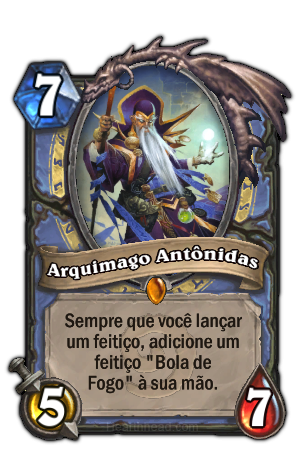 7
Arquimago Antônidas
Sempre que você lançar
um feitiço, adicione um
feitiço "Bola de
Fogo" à sua mão.
5
7